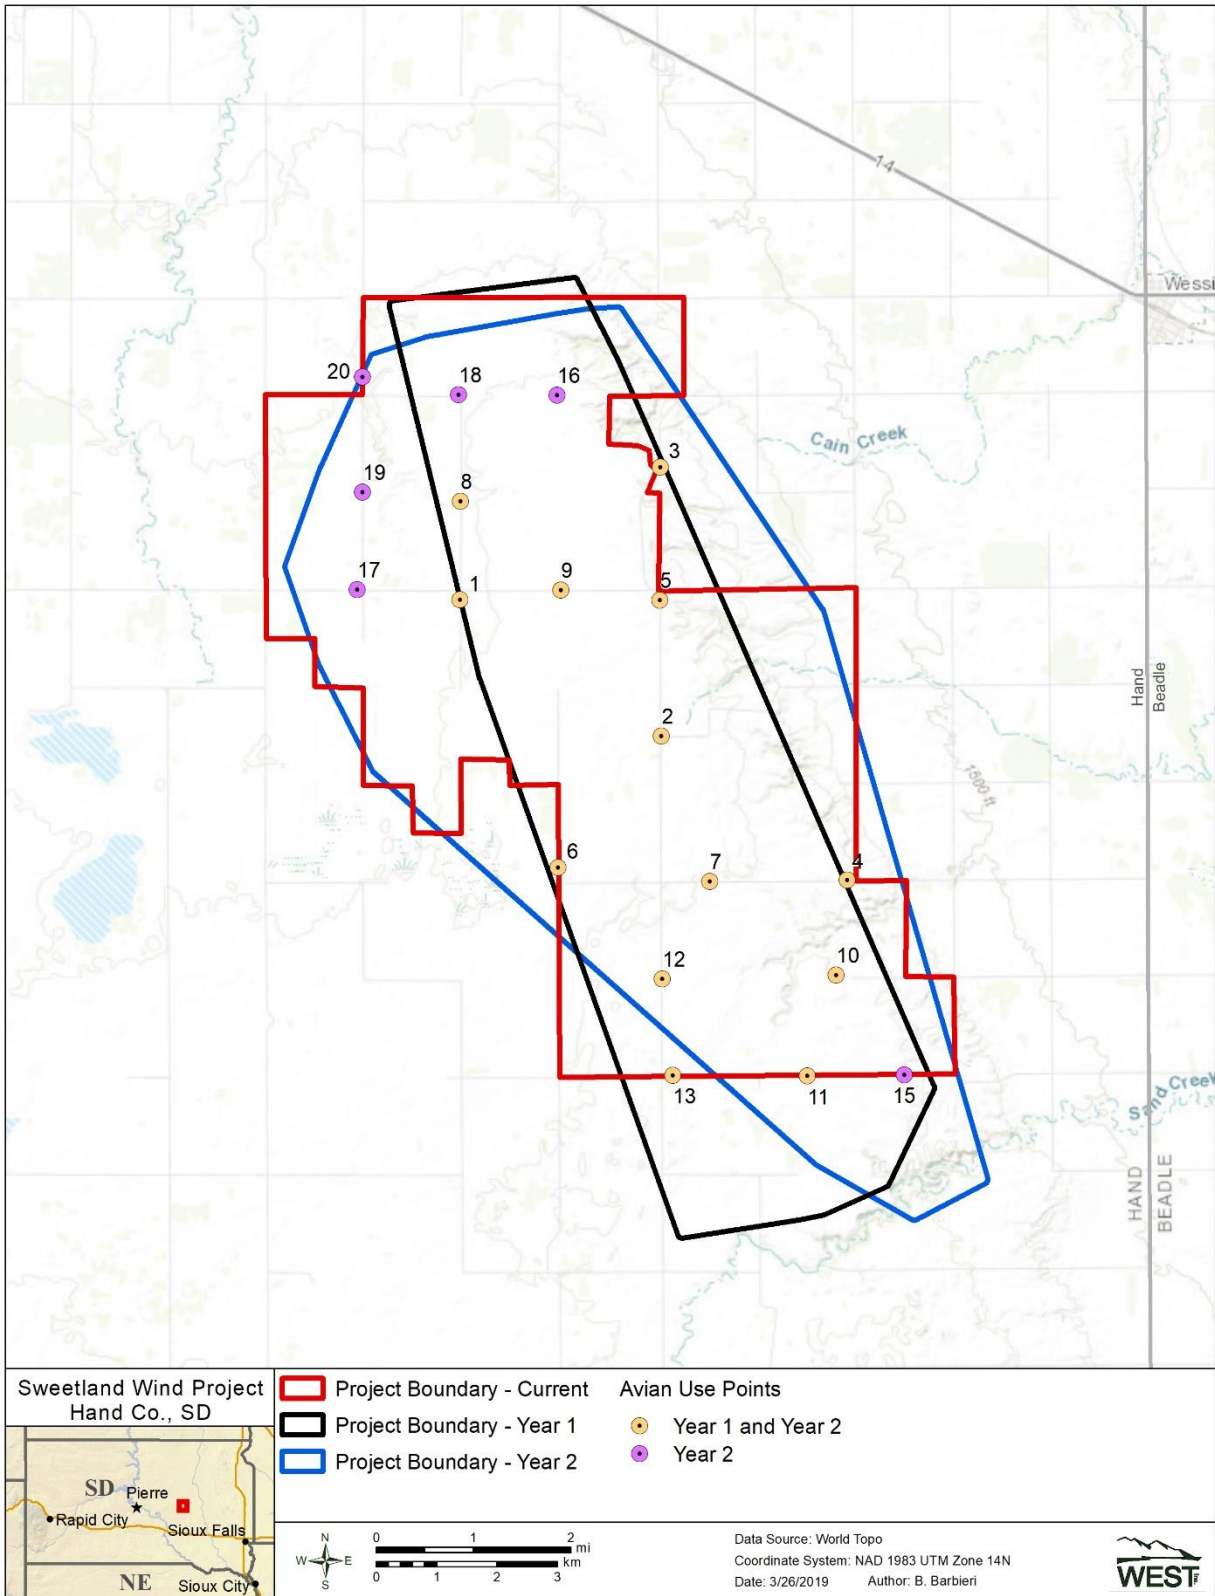 14
Wessi
Cain Creek
20
18
16
3
19
8
17
1
9
5
Hand
Beadle
2
1500 ft
6
7
4
12
10
13
11
15
Sand Creek
HAND
BEADLE
Sweetland Wind Project
Hand Co., SD
Project Boundary - Current
Project Boundary - Year 1
Project Boundary - Year 2
Avian Use Points
Year 1 and Year 2
Year 2
SD
Pierre
Rapid City
Sioux Falls
NE
Sioux City
N
W E
S
0 1 2
mi
km
0 1 2 3
Data Source: World Topo
Coordinate System: NAD 1983 UTM Zone 14N
Date: 3/26/2019 Author: B. Barbieri
WEST